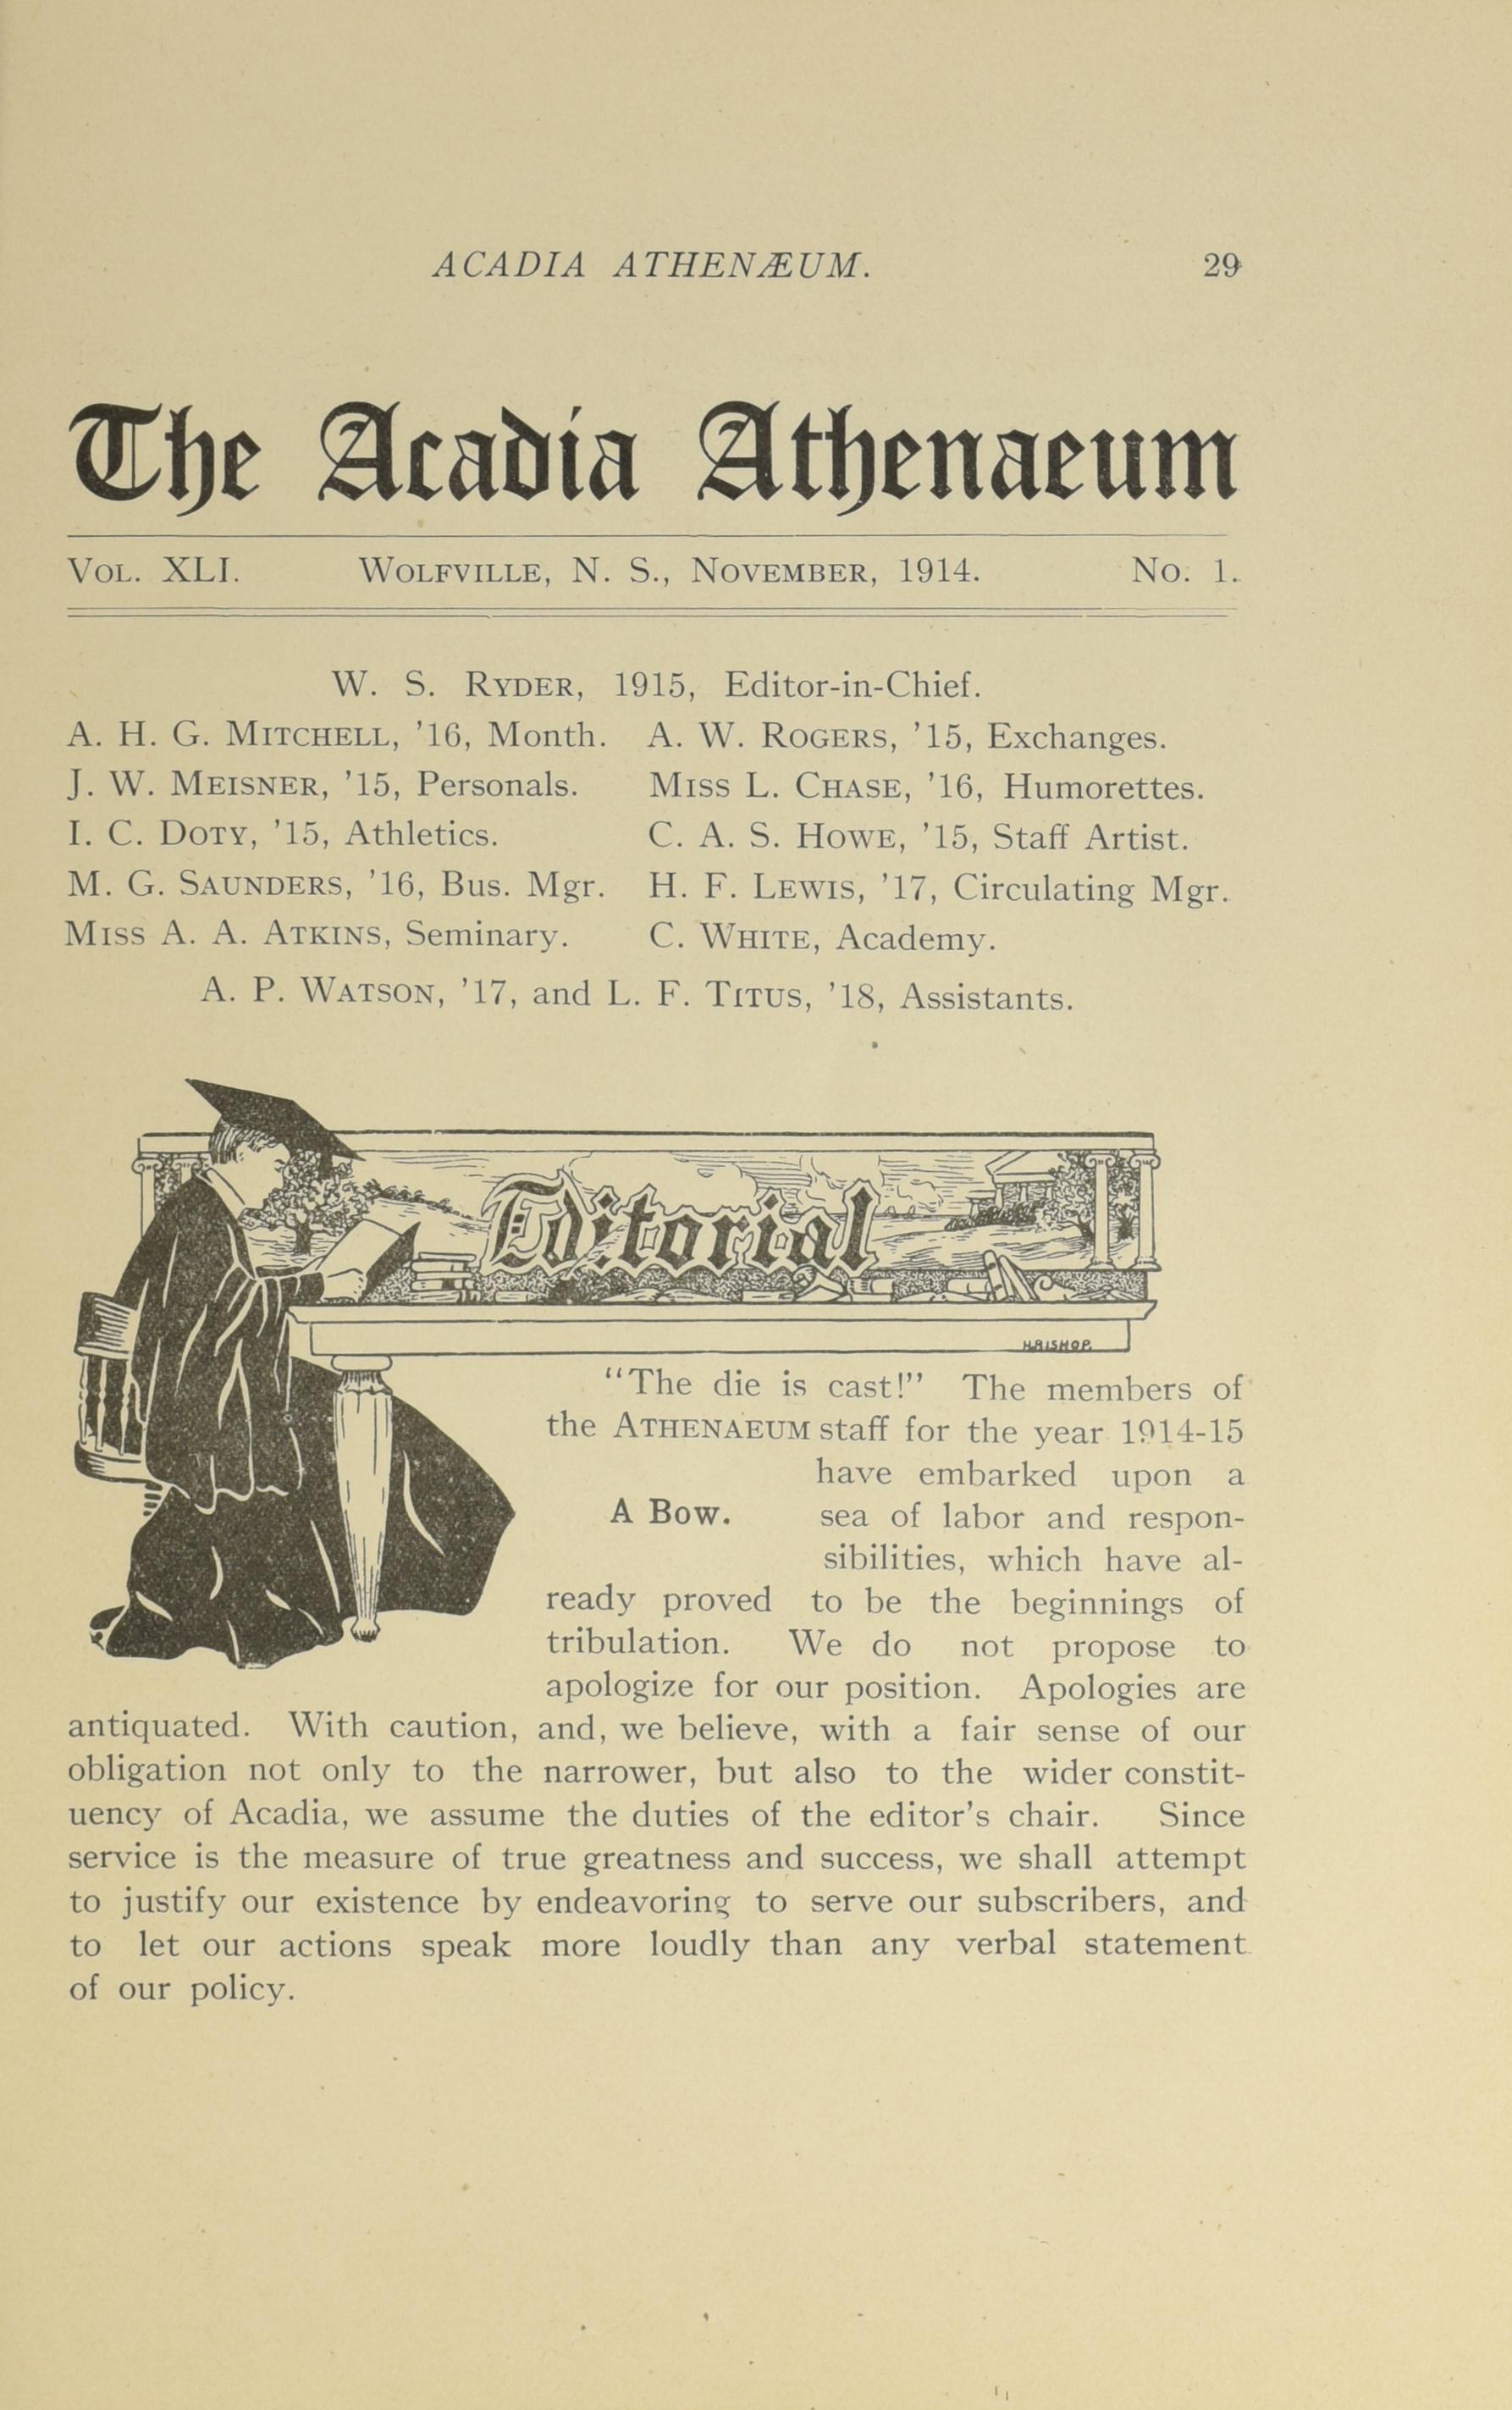 ACADIA ATHENÆUM. 29
The Acadia Athenaeum
VOL. XLI. WOLFVILLE, N. S., NOVEMBER, 1914. No. 1.
W. S. RYDER, 1915, Editor-in-Chief.
A. H. G. MITCHELL, '16, Month. A. W. ROGERS, '15, Exchanges.
J. W. MEISNER, '15, Personals. MISS L. CHASE, '16, Humorettes.
I. C. DOTY, '15, Athletics. C. A. S. HOWE, '15, Staff Artist.
M. G. SAUNDERS, '16, Bus. Mgr. H. F. LEWIS, '17, Circulating Mgr.
MISS A. A. ATKINS, Seminary. C. WHITE, Academy.
A. P. WATSON, '17, and L. F. TITUS, '18, Assistants.
Editorial
H.BISHOP.
"The die is cast!" The members of
the ATHENAEUM staff for the year 1914-15
have embarked upon a
A Bow. sea of labor and respon-
sibilities, which have al-
ready proved to be the beginnings of
tribulation. We do not propose to
apologize for our position. Apologies are
antiquated. With caution, and, we believe, with a fair sense of our
obligation not only to the narrower, but also to the wider constit-
uency of Acadia, we assume the duties of the editor's chair. Since
service is the measure of true greatness and success, we shall attempt
to justify our existence by endeavoring to serve our subscribers, and
to let our actions speak more loudly than any verbal statement
of our policy.